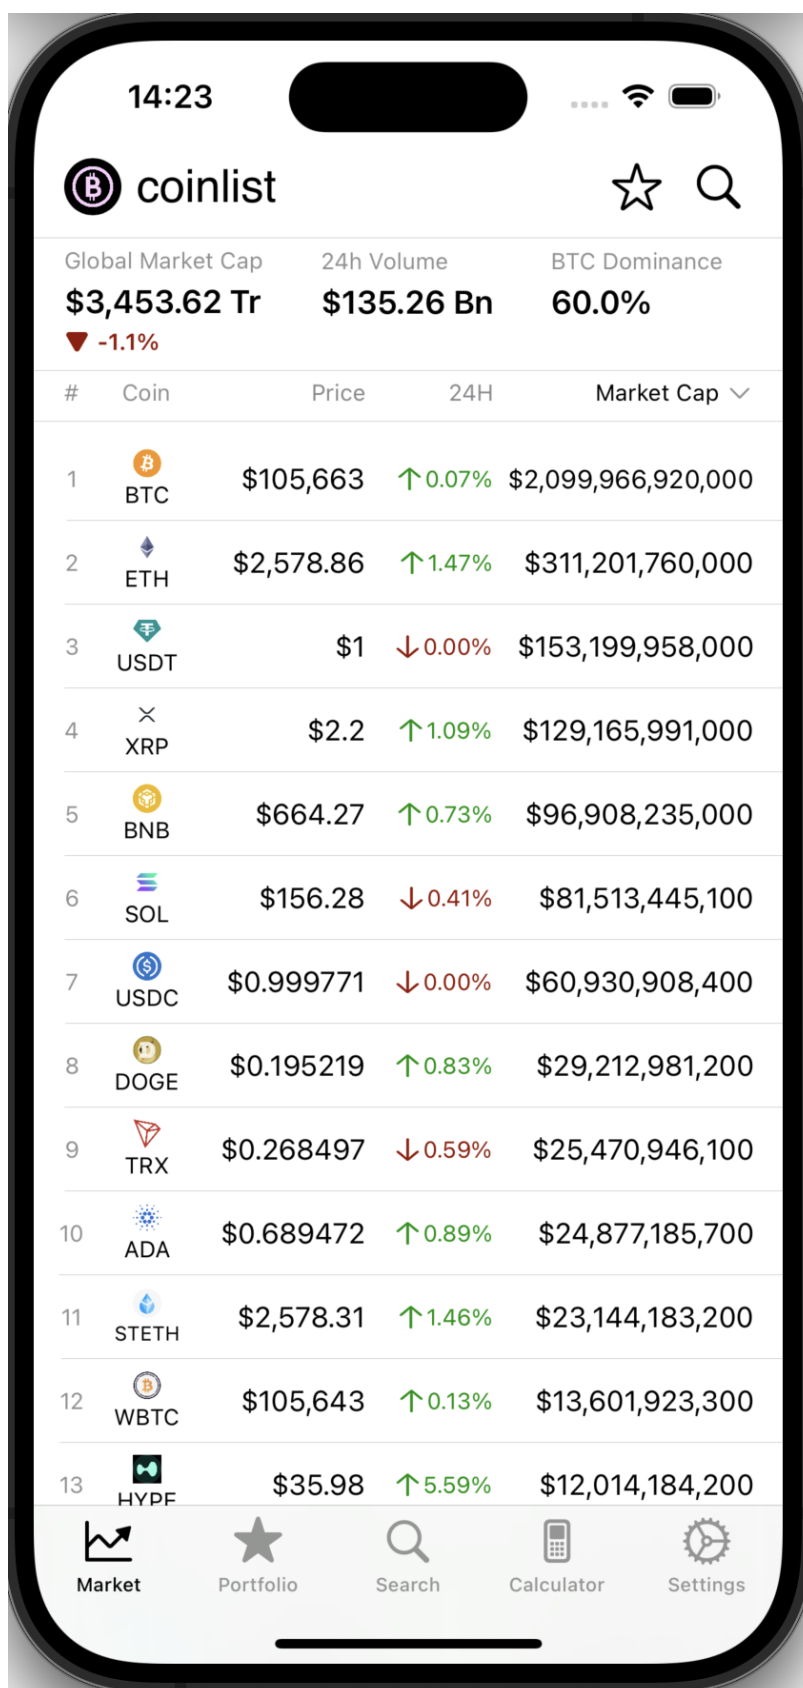 14:23
coinlist
Global Market Cap 24h Volume BTC Dominance
$3,453.62 Tr $135.26 Bn 60.0%
-1.1%
# Coin Price 24H Market Cap
1 BTC $105,663 0.07% $2,099,966,920,000
2 ETH $2,578.86 1.47% $311,201,760,000
3 USDT $1 0.00% $153,199,958,000
4 XRP $2.2 1.09% $129,165,991,000
5 BNB $664.27 0.73% $96,908,235,000
6 SOL $156.28 0.41% $81,513,445,100
7 USDC $0.999771 0.00% $60,930,908,400
8 DOGE $0.195219 0.83% $29,212,981,200
9 TRX $0.268497 0.59% $25,470,946,100
10 ADA $0.689472 0.89% $24,877,185,700
11 STETH $2,578.31 1.46% $23,144,183,200
12 WBTC $105,643 0.13% $13,601,923,300
13 HYPE $35.98 5.59% $12,014,184,200
Market Portfolio Search Calculator Settings